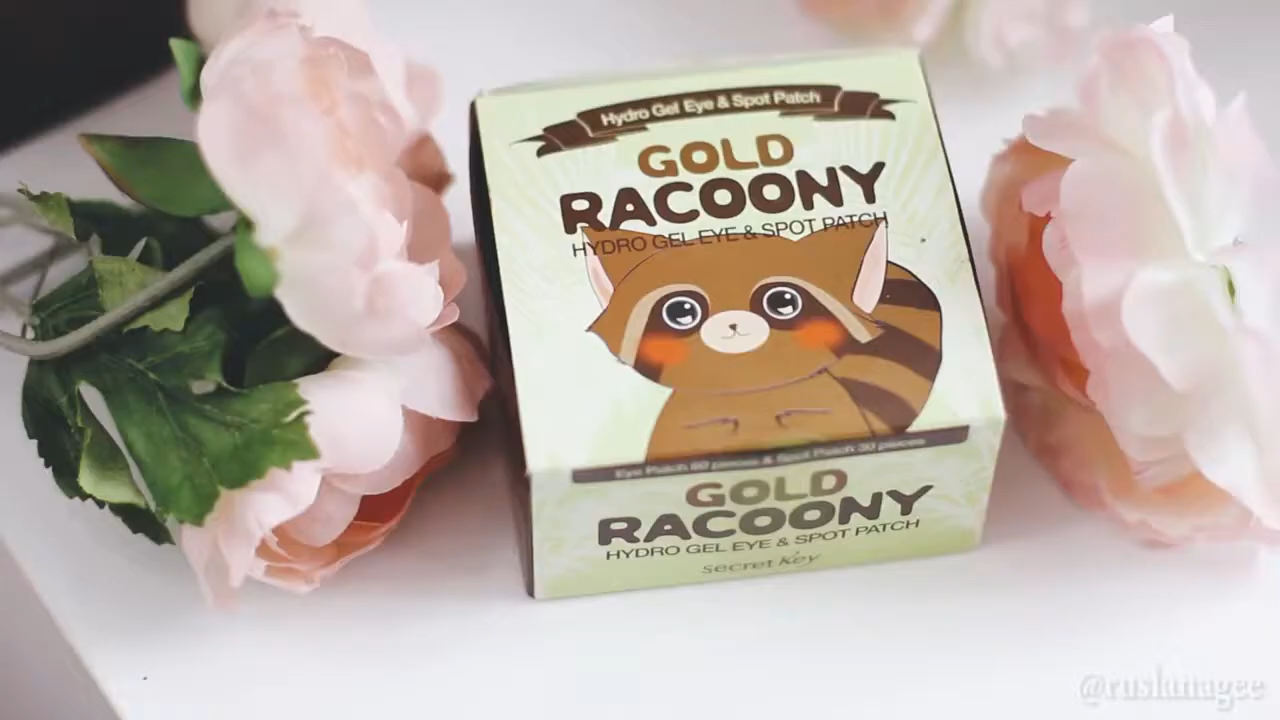 Hydro Gel Eye & Spot Patch
GOLD
RACOONY
HYDRO GEL EYE & SPOT PATCH
Eye Patch 60 pieces & Spot Patch 30 pieces
GOLD
RACOONY
HYDRO GEL EYE & SPOT PATCH
secret Key
@ruslanagee